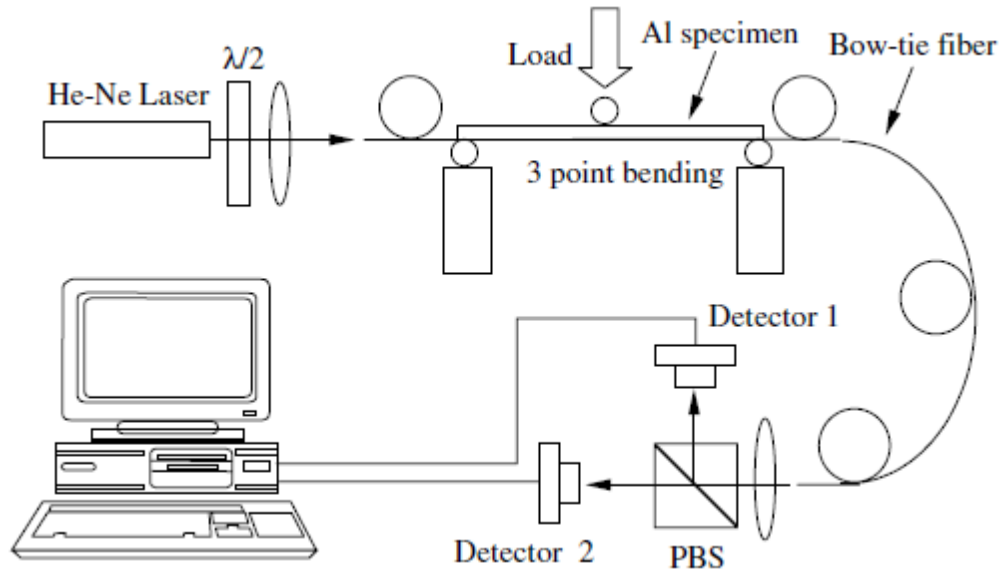 Load
Al specimen
Bow-tie fiber
λ/2
He-Ne Laser
3 point bending
Detector 1
Detector 2
PBS